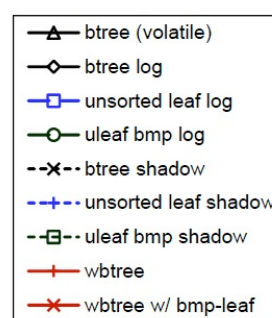 btree (volatile)
btree log
unsorted leaf log
uleaf bmp log
btree shadow
unsorted leaf shadow
uleaf bmp shadow
wbtree
wbtree w/ bmp-leaf